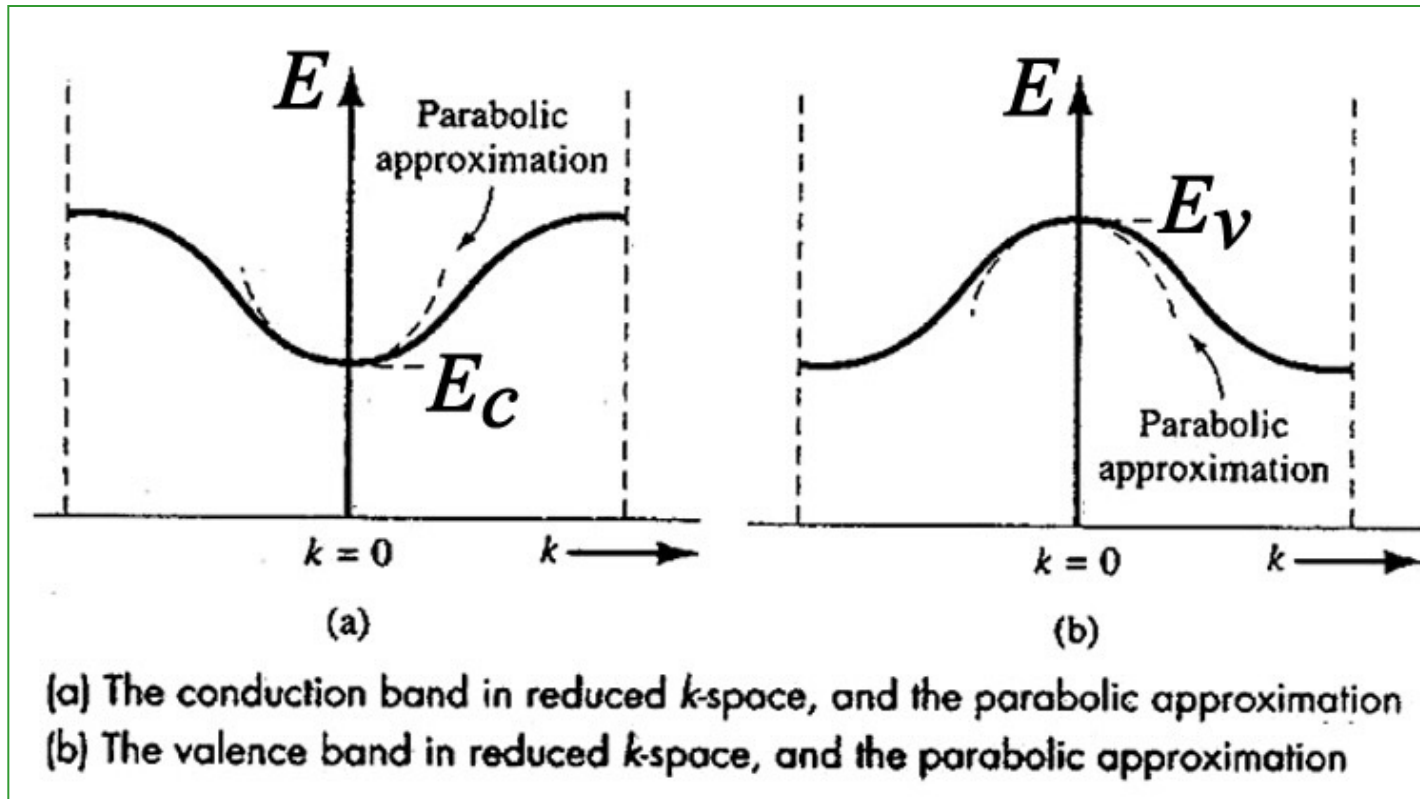 E
Parabolic
approximation
E_c
k = 0
k
(a)
E
E_v
Parabolic
approximation
k = 0
k
(b)
(a) The conduction band in reduced k-space, and the parabolic approximation
(b) The valence band in reduced k-space, and the parabolic approximation